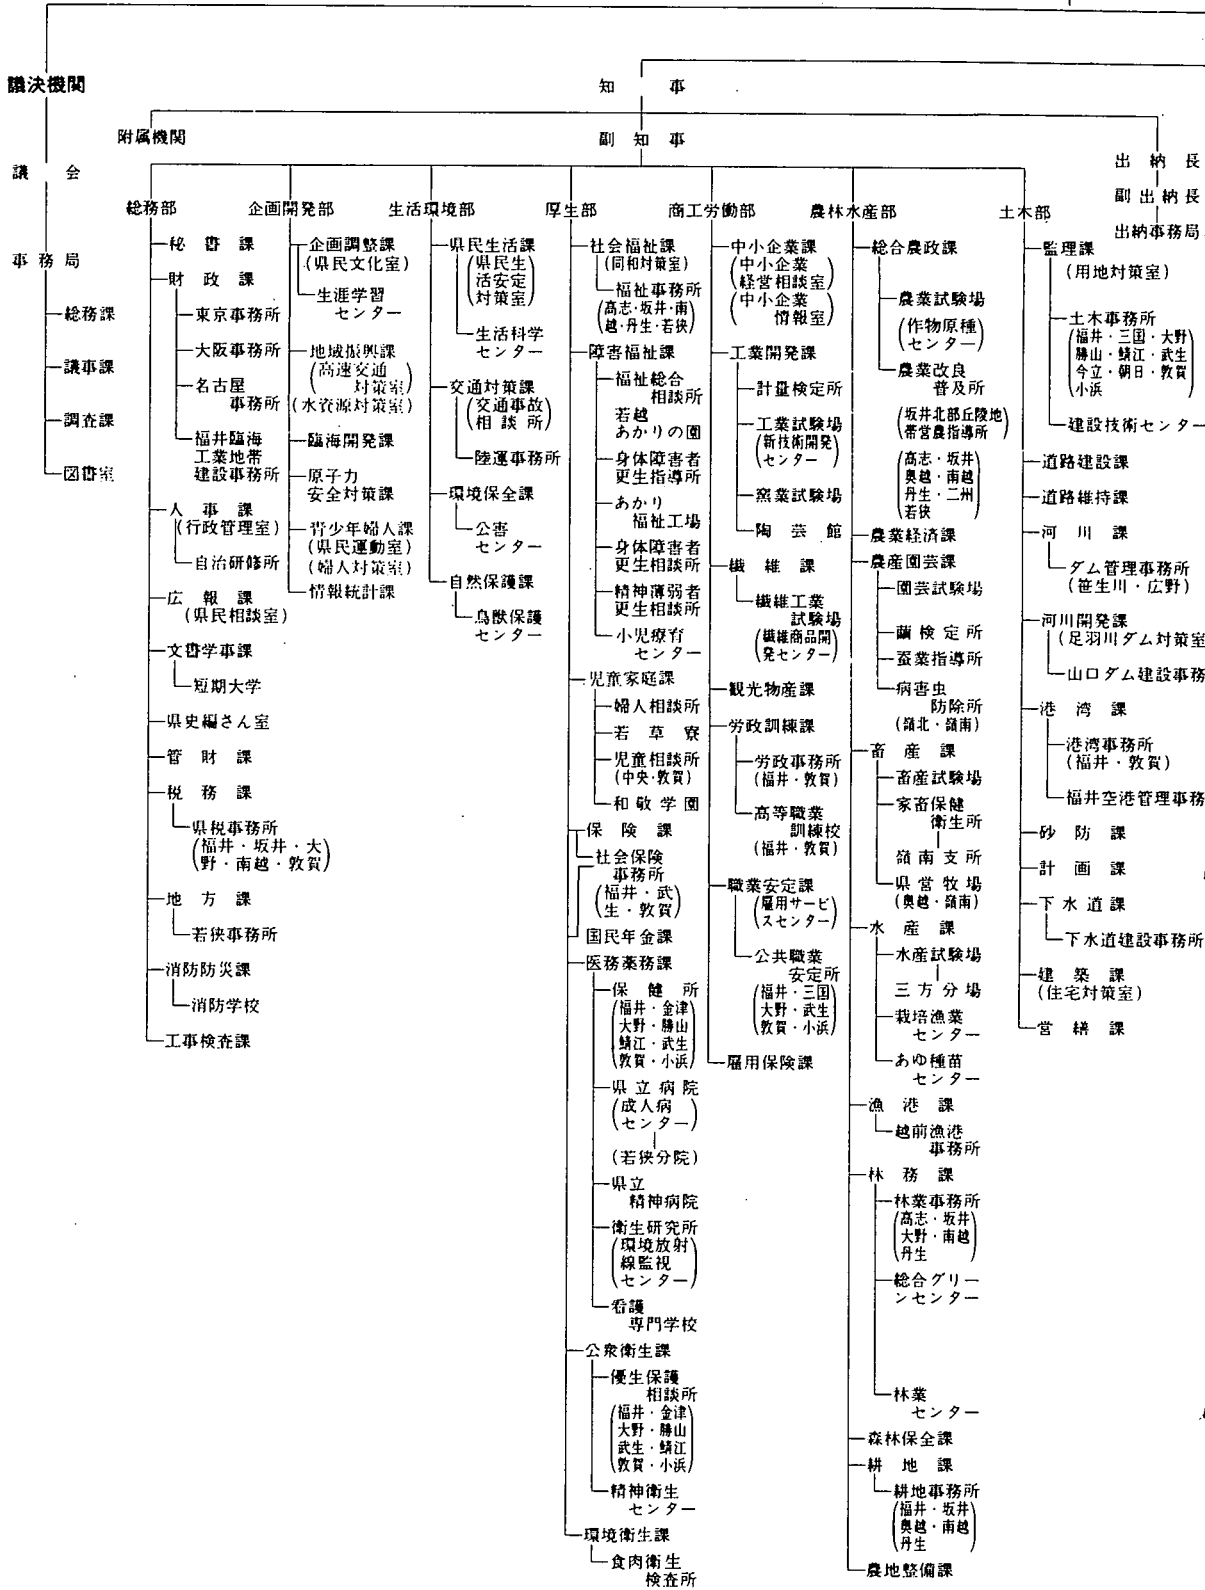 議決機関
議会
事務局
総務課
議事課
調査課
図書室
知事
附属機関
副知事
出納長
副出納長
出納事務局
総務部
秘書課
財政課
東京事務所
大阪事務所
名古屋
事務所
福井臨海
工業地帯
建設事務所
人事課
(行政管理室)
自治研修所
広報課
(県民相談室)
文書学事課
短期大学
県史編さん室
管財課
税務課
県税事務所
(福井・坂井・大
野・南越・敦賀)
地方課
若狭事務所
消防防災課
消防学校
工事検査課
企画開発部
企画調整課
(県民文化室)
生涯学習
センター
地域振興課
(高速交通
対策室)
(水資源対策室)
臨海開発課
原子力
安全対策課
青少年婦人課
(県民運動室)
(婦人対策室)
情報統計課
生活環境部
県民生活課
(県民生
活安定
対策室)
生活科学
センター
交通対策課
(交通事故
相談所)
陸運事務所
環境保全課
公害
センター
自然保護課
鳥獣保護
センター
厚生部
社会福祉課
(同和対策室)
福祉事務所
(高志・坂井・南
越・丹生・若狭)
障害福祉課
福祉総合
相談所
若越
あかりの園
身体障害者
更生指導所
あかり
福祉工場
身体障害者
更生相談所
精神薄弱者
更生相談所
小児療育
センター
児童家庭課
婦人相談所
若草寮
児童相談所
(中央・敦賀)
和敬学園
保険課
社会保険
事務所
(福井・武
生・敦賀)
国民年金課
医務薬務課
保健所
(福井・金津
大野・勝山
鯖江・武生
敦賀・小浜)
県立病院
(成人病
センター)
(若狭分院)
県立
精神病院
衛生研究所
(環境放射
線監視
センター)
看護
専門学校
公衆衛生課
優生保護
相談所
(福井・金津
大野・勝山
武生・鯖江
敦賀・小浜)
精神衛生
センター
環境衛生課
食肉衛生
検査所
商工労働部
中小企業課
(中小企業
経営相談室)
(中小企業
情報室)
工業開発課
計量検定所
工業試験場
(新技術開発
センター)
窯業試験場
陶芸館
繊維課
繊維工業
試験場
(繊維商品開
発センター)
観光物産課
労政訓練課
労政事務所
(福井・敦賀)
高等職業
訓練校
(福井・敦賀)
職業安定課
(雇用サービ
スセンター)
公共職業
安定所
(福井・三国
大野・武生
敦賀・小浜)
雇用保険課
農林水産部
総合農政課
農業試験場
(作物原種
センター)
農業改良
普及所
(坂井北部丘陵地
帯営農指導所)
(高志・坂井
奥越・南越
丹生・二州
若狭)
農業経済課
農産園芸課
園芸試験場
繭検定所
蚕業指導所
病害虫
防除所
(嶺北・嶺南)
畜産課
畜産試験場
家畜保健
衛生所
嶺南支所
県営牧場
(奥越・嶺南)
水産課
水産試験場
三方分場
栽培漁業
センター
あゆ種苗
センター
漁港課
越前漁港
事務所
林務課
林業事務所
(高志・坂井
大野・南越
丹生)
総合グリー
ンセンター
林業
センター
森林保全課
耕地課
耕地事務所
(福井・坂井
奥越・南越
丹生)
農地整備課
土木部
監理課
(用地対策室)
土木事務所
(福井・三国・大野
勝山・鯖江・武生
今立・朝日・敦賀
小浜)
建設技術センター
道路建設課
道路維持課
河川課
ダム管理事務所
(笹生川・広野)
河川開発課
(足羽川ダム対策室
山口ダム建設事務
港湾課
港湾事務所
(福井・敦賀)
福井空港管理事務
砂防課
計画課
下水道課
下水道建設事務所
建築課
(住宅対策室)
営繕課